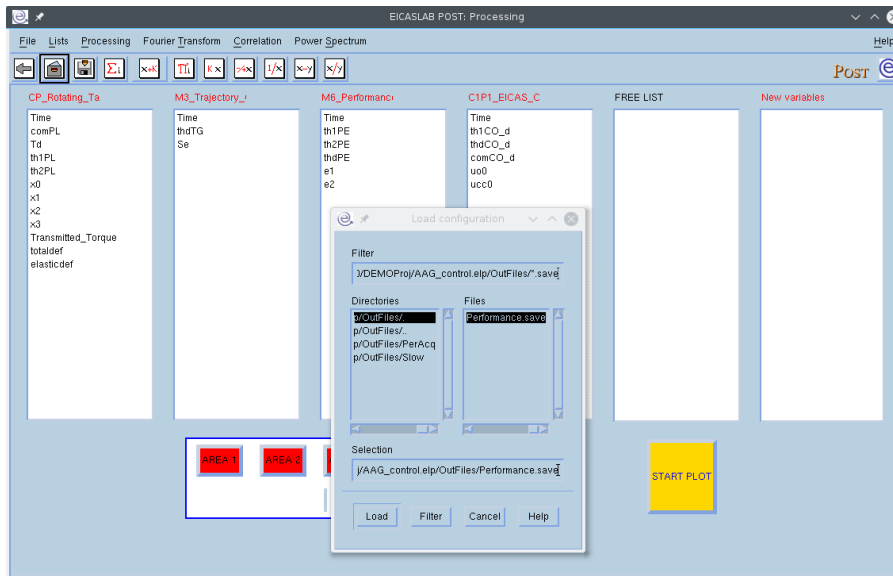 EICASLAB POST: Processing
File Lists Processing Fourier Transform Correlation Power Spectrum Help
Σi x+K Πi Kx 1/x x-y x/y
POST
CP_Rotating_Ta M3_Trajectory_ M6_Performanc C1P1_EICAS_C FREE LIST New variables
Time
comPL
Td
th1PL
th2PL
x0
x1
x2
x3
Transmitted_Torque
totaldef
elasticdef
Time
thdTG
Se
Time
th1PE
th2PE
thdPE
e1
e2
Time
th1CO_d
thdCO_d
comCO_d
uo0
ucc0
AREA 1 AREA 2
START PLOT
Load configuration
Filter
)/DEMOProj/AAG_control.elp/OutFiles/*.save
Directories Files
p/OutFiles/.
p/OutFiles/..
p/OutFiles/PerAcq
p/OutFiles/Slow
Performance.save
Selection
j/AAG_control.elp/OutFiles/Performance.save
Load Filter Cancel Help